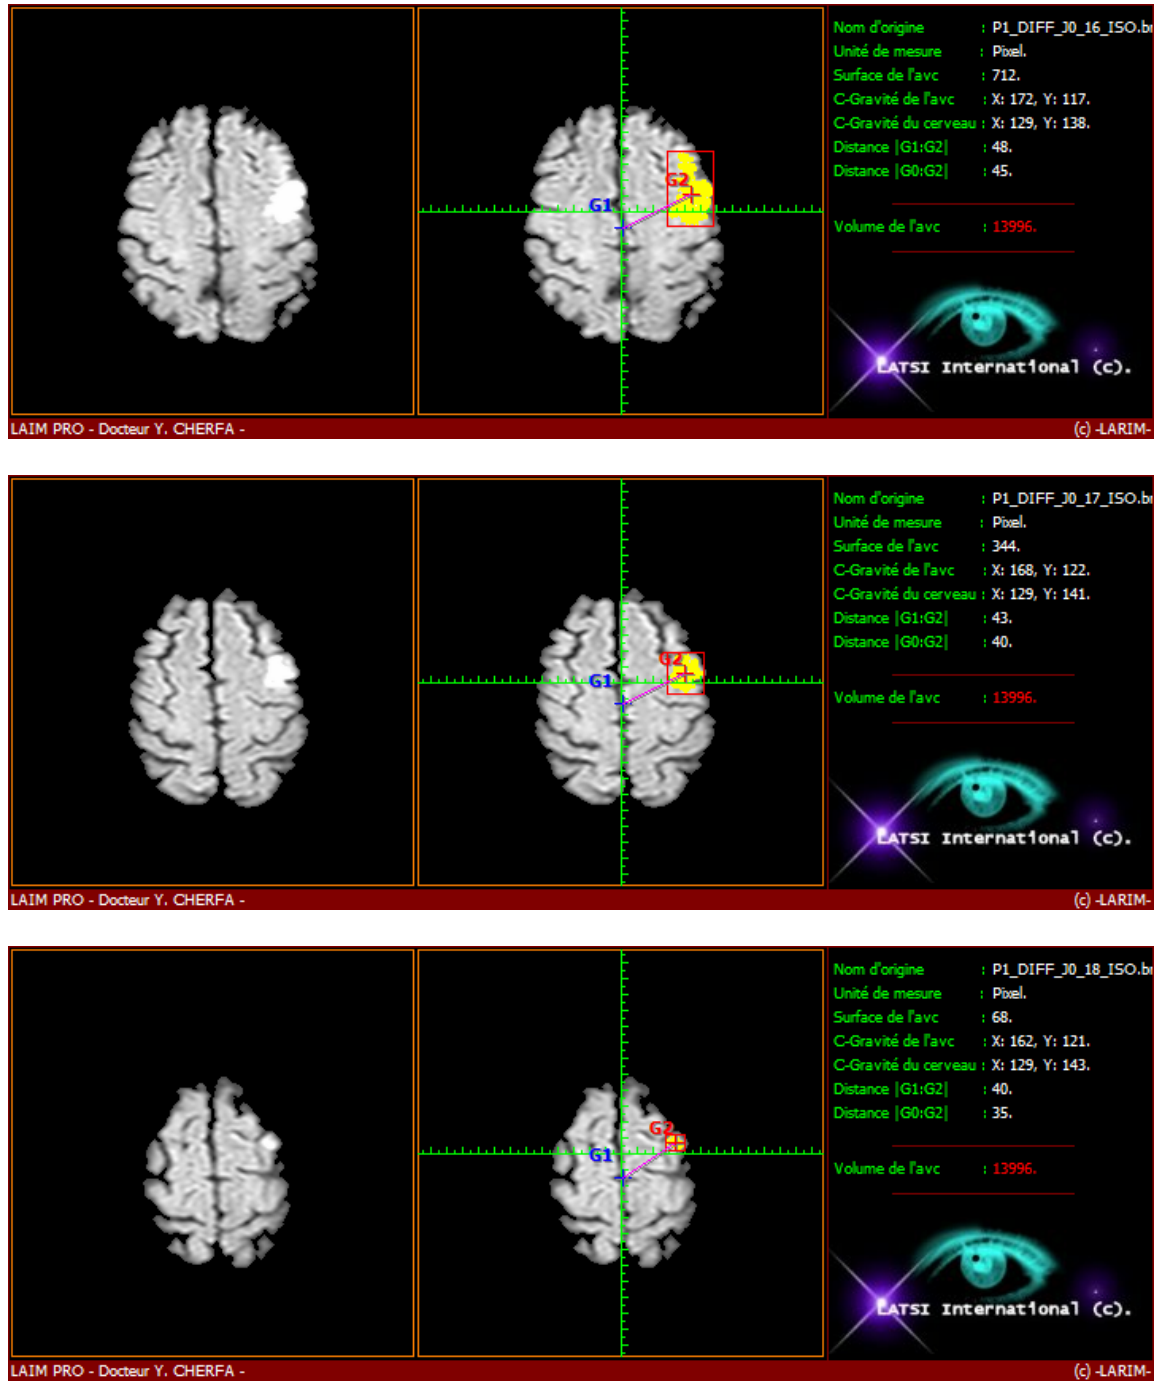 Nom d'origine : P1_DIFF_J0_16_ISO.br
Unité de mesure : Pixel.
Surface de l'avc : 712.
C-Gravité de l'avc : X: 172, Y: 117.
C-Gravité du cerveau : X: 129, Y: 138.
Distance |G1:G2| : 48.
Distance |G0:G2| : 45.
G2
G1
Volume de l'avc : 13996.
LATSI International (c).
LAIM PRO - Docteur Y. CHERFA - (c) -LARIM-
Nom d'origine : P1_DIFF_J0_17_ISO.br
Unité de mesure : Pixel.
Surface de l'avc : 344.
C-Gravité de l'avc : X: 168, Y: 122.
C-Gravité du cerveau : X: 129, Y: 141.
Distance |G1:G2| : 43.
Distance |G0:G2| : 40.
G2
G1
Volume de l'avc : 13996.
LATSI International (c).
LAIM PRO - Docteur Y. CHERFA - (c) -LARIM-
Nom d'origine : P1_DIFF_J0_18_ISO.br
Unité de mesure : Pixel.
Surface de l'avc : 68.
C-Gravité de l'avc : X: 162, Y: 121.
C-Gravité du cerveau : X: 129, Y: 143.
Distance |G1:G2| : 40.
Distance |G0:G2| : 35.
G2
G1
Volume de l'avc : 13996.
LATSI International (c).
LAIM PRO - Docteur Y. CHERFA - (c) -LARIM-